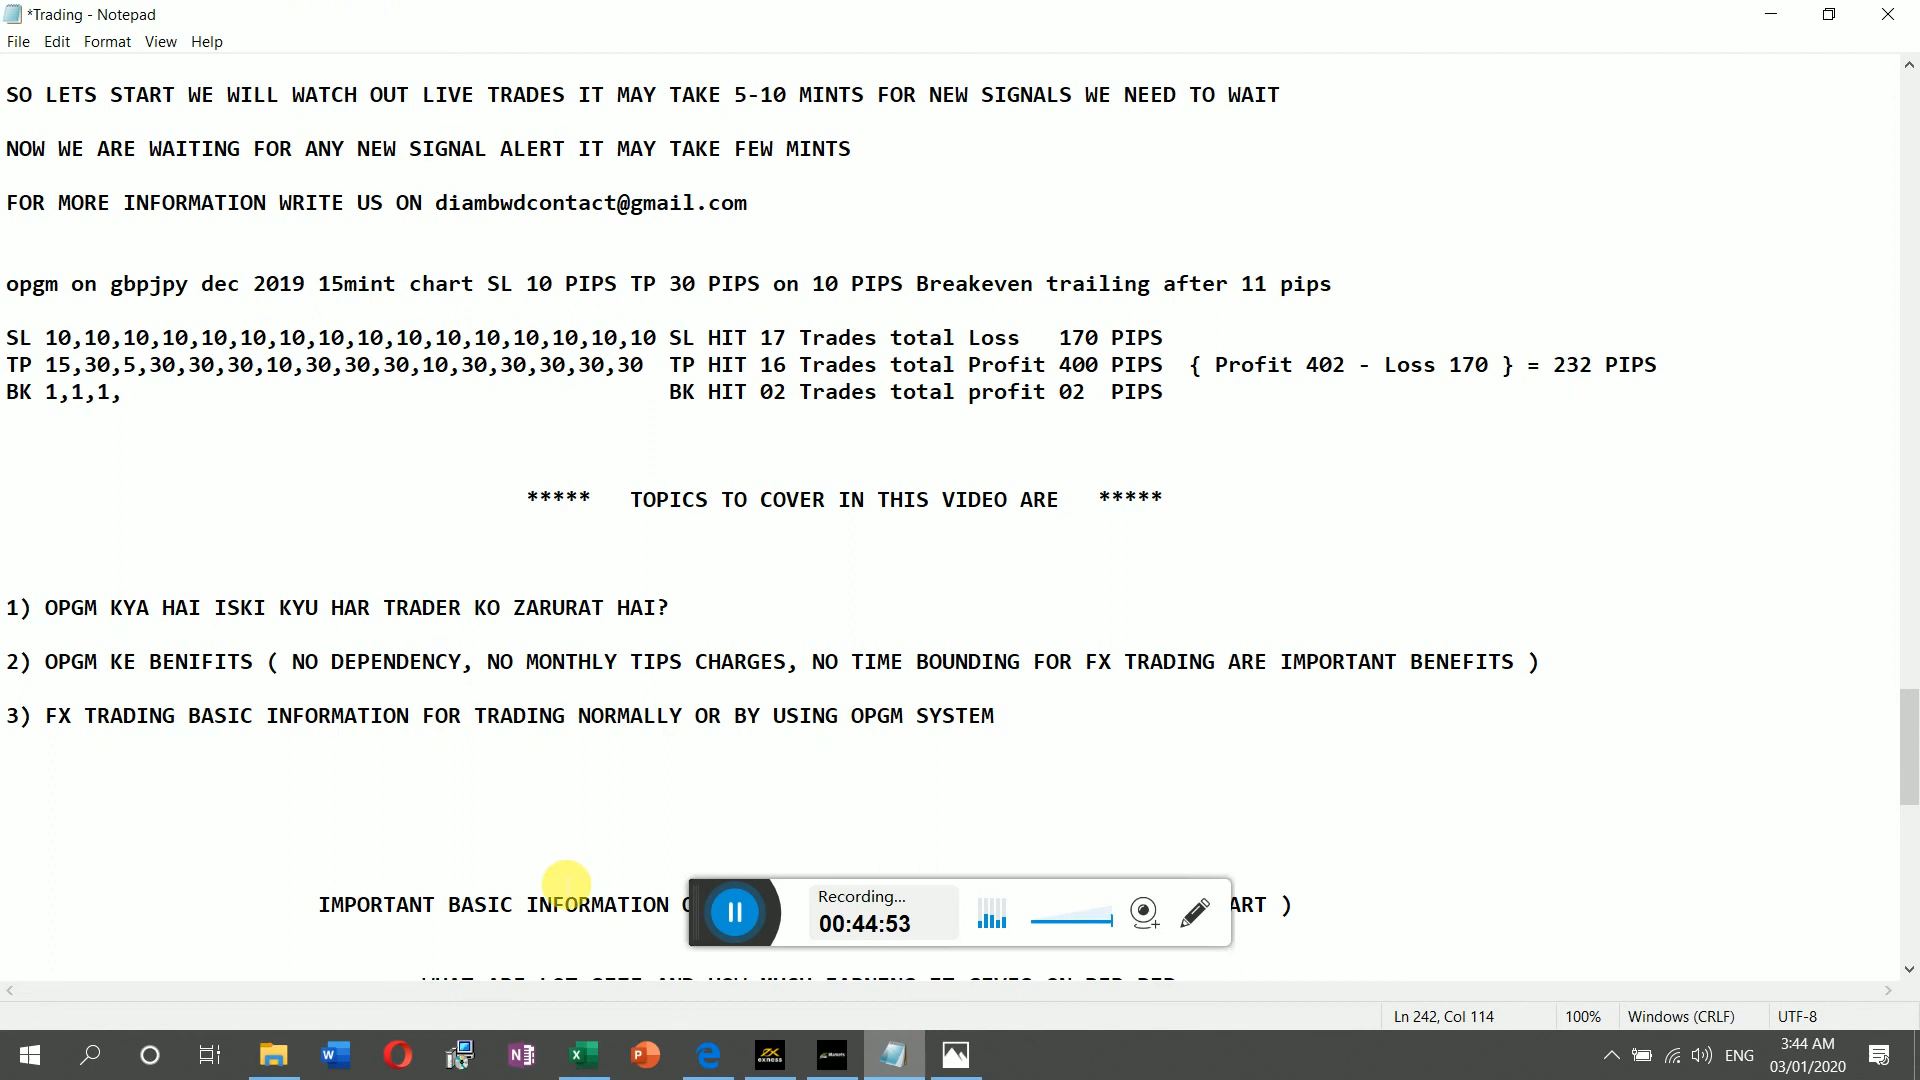 *Trading - Notepad
File Edit Format View Help
SO LETS START WE WILL WATCH OUT LIVE TRADES IT MAY TAKE 5-10 MINTS FOR NEW SIGNALS WE NEED TO WAIT
NOW WE ARE WAITING FOR ANY NEW SIGNAL ALERT IT MAY TAKE FEW MINTS
FOR MORE INFORMATION WRITE US ON diambwdcontact@gmail.com
opgm on gbpjpy dec 2019 15mint chart SL 10 PIPS TP 30 PIPS on 10 PIPS Breakeven trailing after 11 pips
SL 10,10,10,10,10,10,10,10,10,10,10,10,10,10,10,10 SL HIT 17 Trades total Loss 170 PIPS
TP 15,30,5,30,30,30,10,30,30,30,10,30,30,30,30,30 TP HIT 16 Trades total Profit 400 PIPS { Profit 402 - Loss 170 } = 232 PIPS
BK 1,1,1, BK HIT 02 Trades total profit 02 PIPS
***** TOPICS TO COVER IN THIS VIDEO ARE *****
1) OPGM KYA HAI ISKI KYU HAR TRADER KO ZARURAT HAI?
2) OPGM KE BENIFITS ( NO DEPENDENCY, NO MONTHLY TIPS CHARGES, NO TIME BOUNDING FOR FX TRADING ARE IMPORTANT BENEFITS )
3) FX TRADING BASIC INFORMATION FOR TRADING NORMALLY OR BY USING OPGM SYSTEM
IMPORTANT BASIC INFORMATION ART )
Recording...
00:44:53
Ln 242, Col 114 100% Windows (CRLF) UTF-8
exness Markets ENG
3:44 AM
03/01/2020